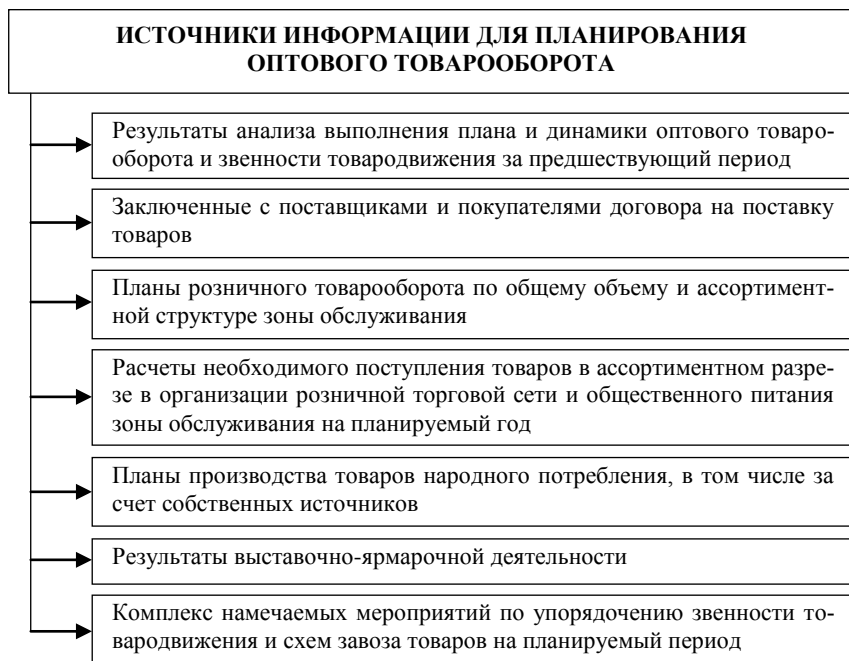 ИСТОЧНИКИ ИНФОРМАЦИИ ДЛЯ ПЛАНИРОВАНИЯ
ОПТОВОГО ТОВАРООБОРОТА
Результаты анализа выполнения плана и динамики оптового товаро-
оборота и звенности товародвижения за предшествующий период
Заключенные с поставщиками и покупателями договора на поставку
товаров
Планы розничного товарооборота по общему объему и ассортимент-
ной структуре зоны обслуживания
Расчеты необходимого поступления товаров в ассортиментном разре-
зе в организации розничной торговой сети и общественного питания
зоны обслуживания на планируемый год
Планы производства товаров народного потребления, в том числе за
счет собственных источников
Результаты выставочно-ярмарочной деятельности
Комплекс намечаемых мероприятий по упорядочению звенности то-
вародвижения и схем завоза товаров на планируемый период